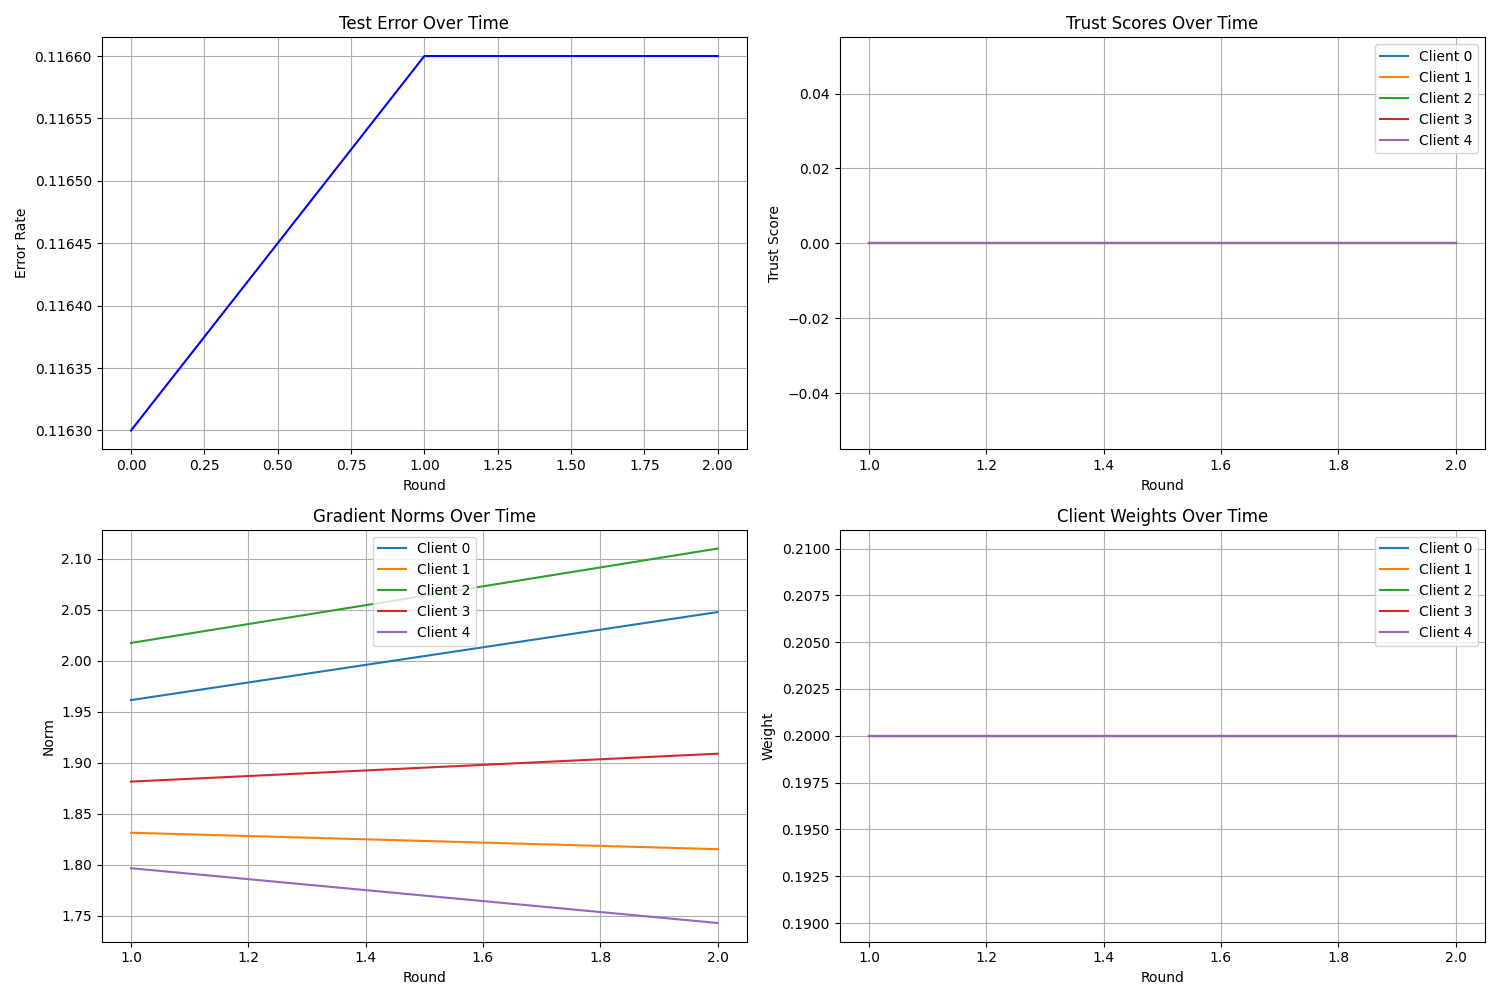 Test Error Over Time
Error Rate
0.11660
0.11655
0.11650
0.11645
0.11640
0.11635
0.11630
0.00 0.25 0.50 0.75 1.00 1.25 1.50 1.75 2.00
Round
Trust Scores Over Time
Trust Score
0.04
0.02
0.00
−0.02
−0.04
Client 0
Client 1
Client 2
Client 3
Client 4
1.0 1.2 1.4 1.6 1.8 2.0
Round
Gradient Norms Over Time
Norm
2.10
2.05
2.00
1.95
1.90
1.85
1.80
1.75
Client 0
Client 1
Client 2
Client 3
Client 4
1.0 1.2 1.4 1.6 1.8 2.0
Round
Client Weights Over Time
Weight
0.2100
0.2075
0.2050
0.2025
0.2000
0.1975
0.1950
0.1925
0.1900
Client 0
Client 1
Client 2
Client 3
Client 4
1.0 1.2 1.4 1.6 1.8 2.0
Round